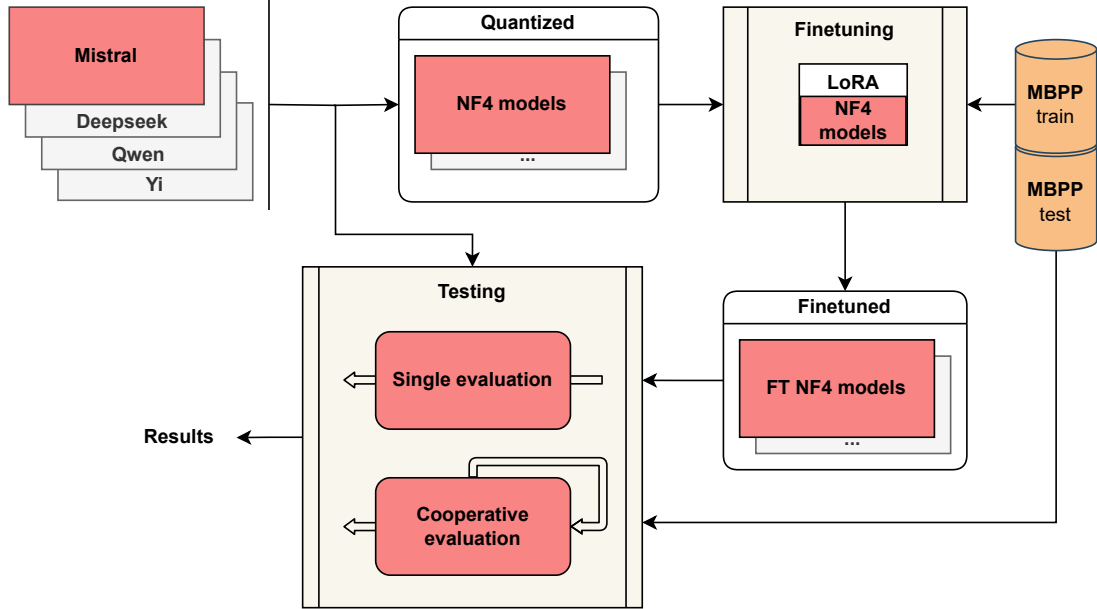 Mistral
Deepseek
Qwen
Yi
Quantized
NF4 models
...
Finetuning
LoRA
NF4
models
MBPP
train
MBPP
test
Testing
Single evaluation
Cooperative
evaluation
Finetuned
FT NF4 models
...
Results